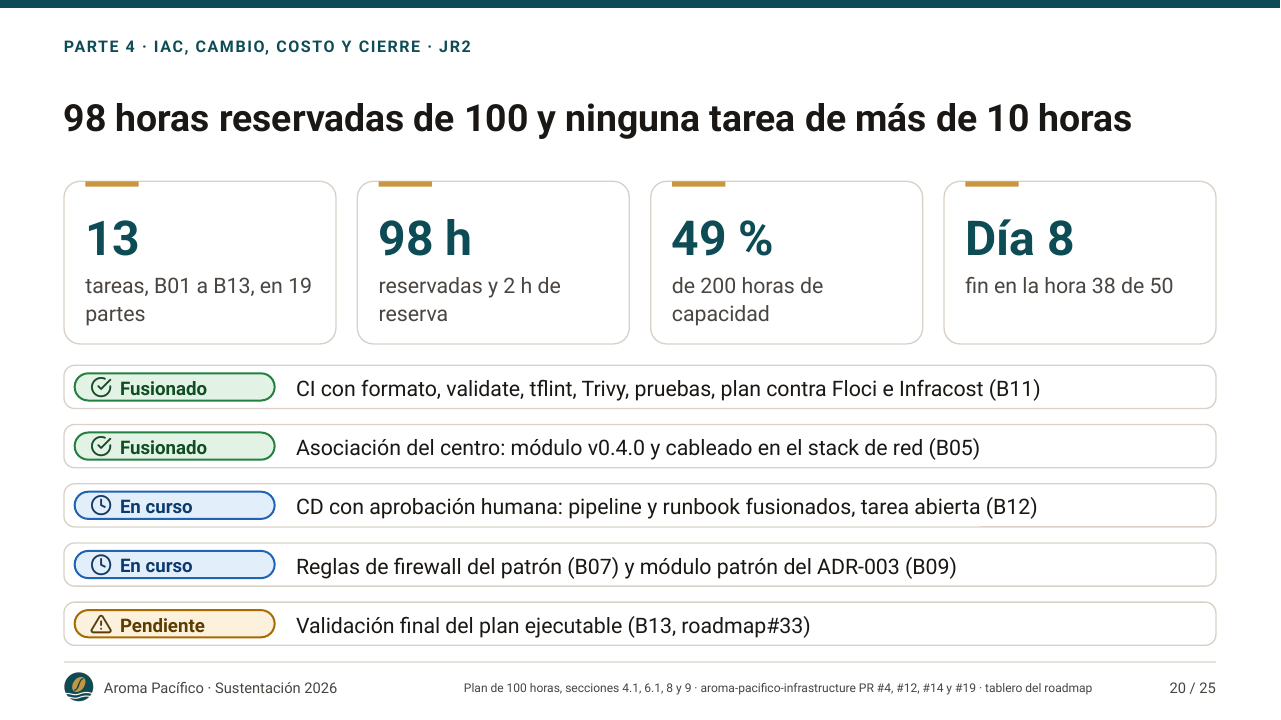 PARTE 4 · IAC, CAMBIO, COSTO Y CIERRE · JR2
98 horas reservadas de 100 y ninguna tarea de más de 10 horas
13
tareas, B01 a B13, en 19
partes
98 h
reservadas y 2 h de
reserva
49 %
de 200 horas de
capacidad
Día 8
fin en la hora 38 de 50
Fusionado
CI con formato, validate, tflint, Trivy, pruebas, plan contra Floci e Infracost (B11)
Fusionado
Asociación del centro: módulo v0.4.0 y cableado en el stack de red (B05)
En curso
CD con aprobación humana: pipeline y runbook fusionados, tarea abierta (B12)
En curso
Reglas de firewall del patrón (B07) y módulo patrón del ADR-003 (B09)
Pendiente
Validación final del plan ejecutable (B13, roadmap#33)
Aroma Pacífico · Sustentación 2026
Plan de 100 horas, secciones 4.1, 6.1, 8 y 9 · aroma-pacifico-infrastructure PR #4, #12, #14 y #19 · tablero del roadmap
20 / 25